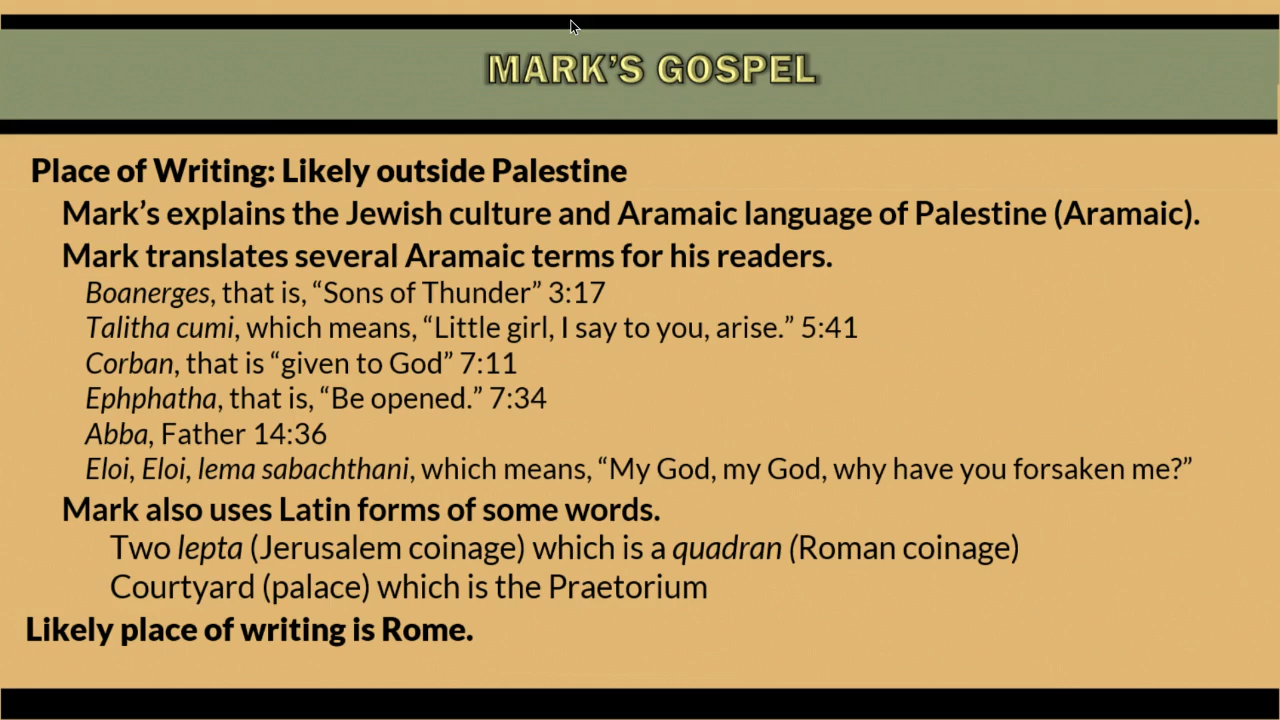 MARK’S GOSPEL
Place of Writing: Likely outside Palestine
Mark’s explains the Jewish culture and Aramaic language of Palestine (Aramaic).
Mark translates several Aramaic terms for his readers.
Boanerges, that is, “Sons of Thunder” 3:17
Talitha cumi, which means, “Little girl, I say to you, arise.” 5:41
Corban, that is “given to God” 7:11
Ephphatha, that is, “Be opened.” 7:34
Abba, Father 14:36
Eloi, Eloi, lema sabachthani, which means, “My God, my God, why have you forsaken me?”
Mark also uses Latin forms of some words.
Two lepta (Jerusalem coinage) which is a quadran (Roman coinage)
Courtyard (palace) which is the Praetorium
Likely place of writing is Rome.